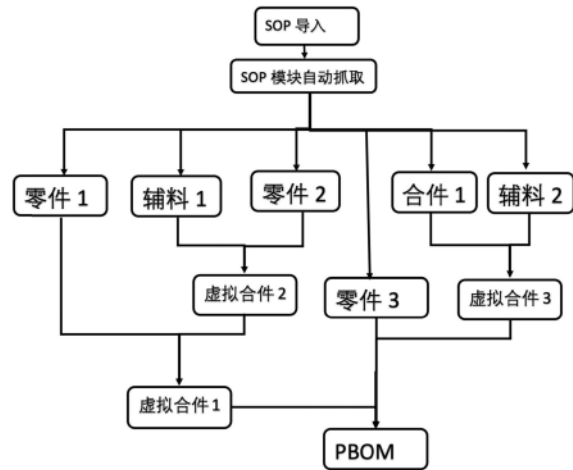 SOP 导入
SOP 模块自动抓取
零件 1
辅料 1
零件 2
合件 1
辅料 2
虚拟合件 2
零件 3
虚拟合件 3
虚拟合件 1
PBOM